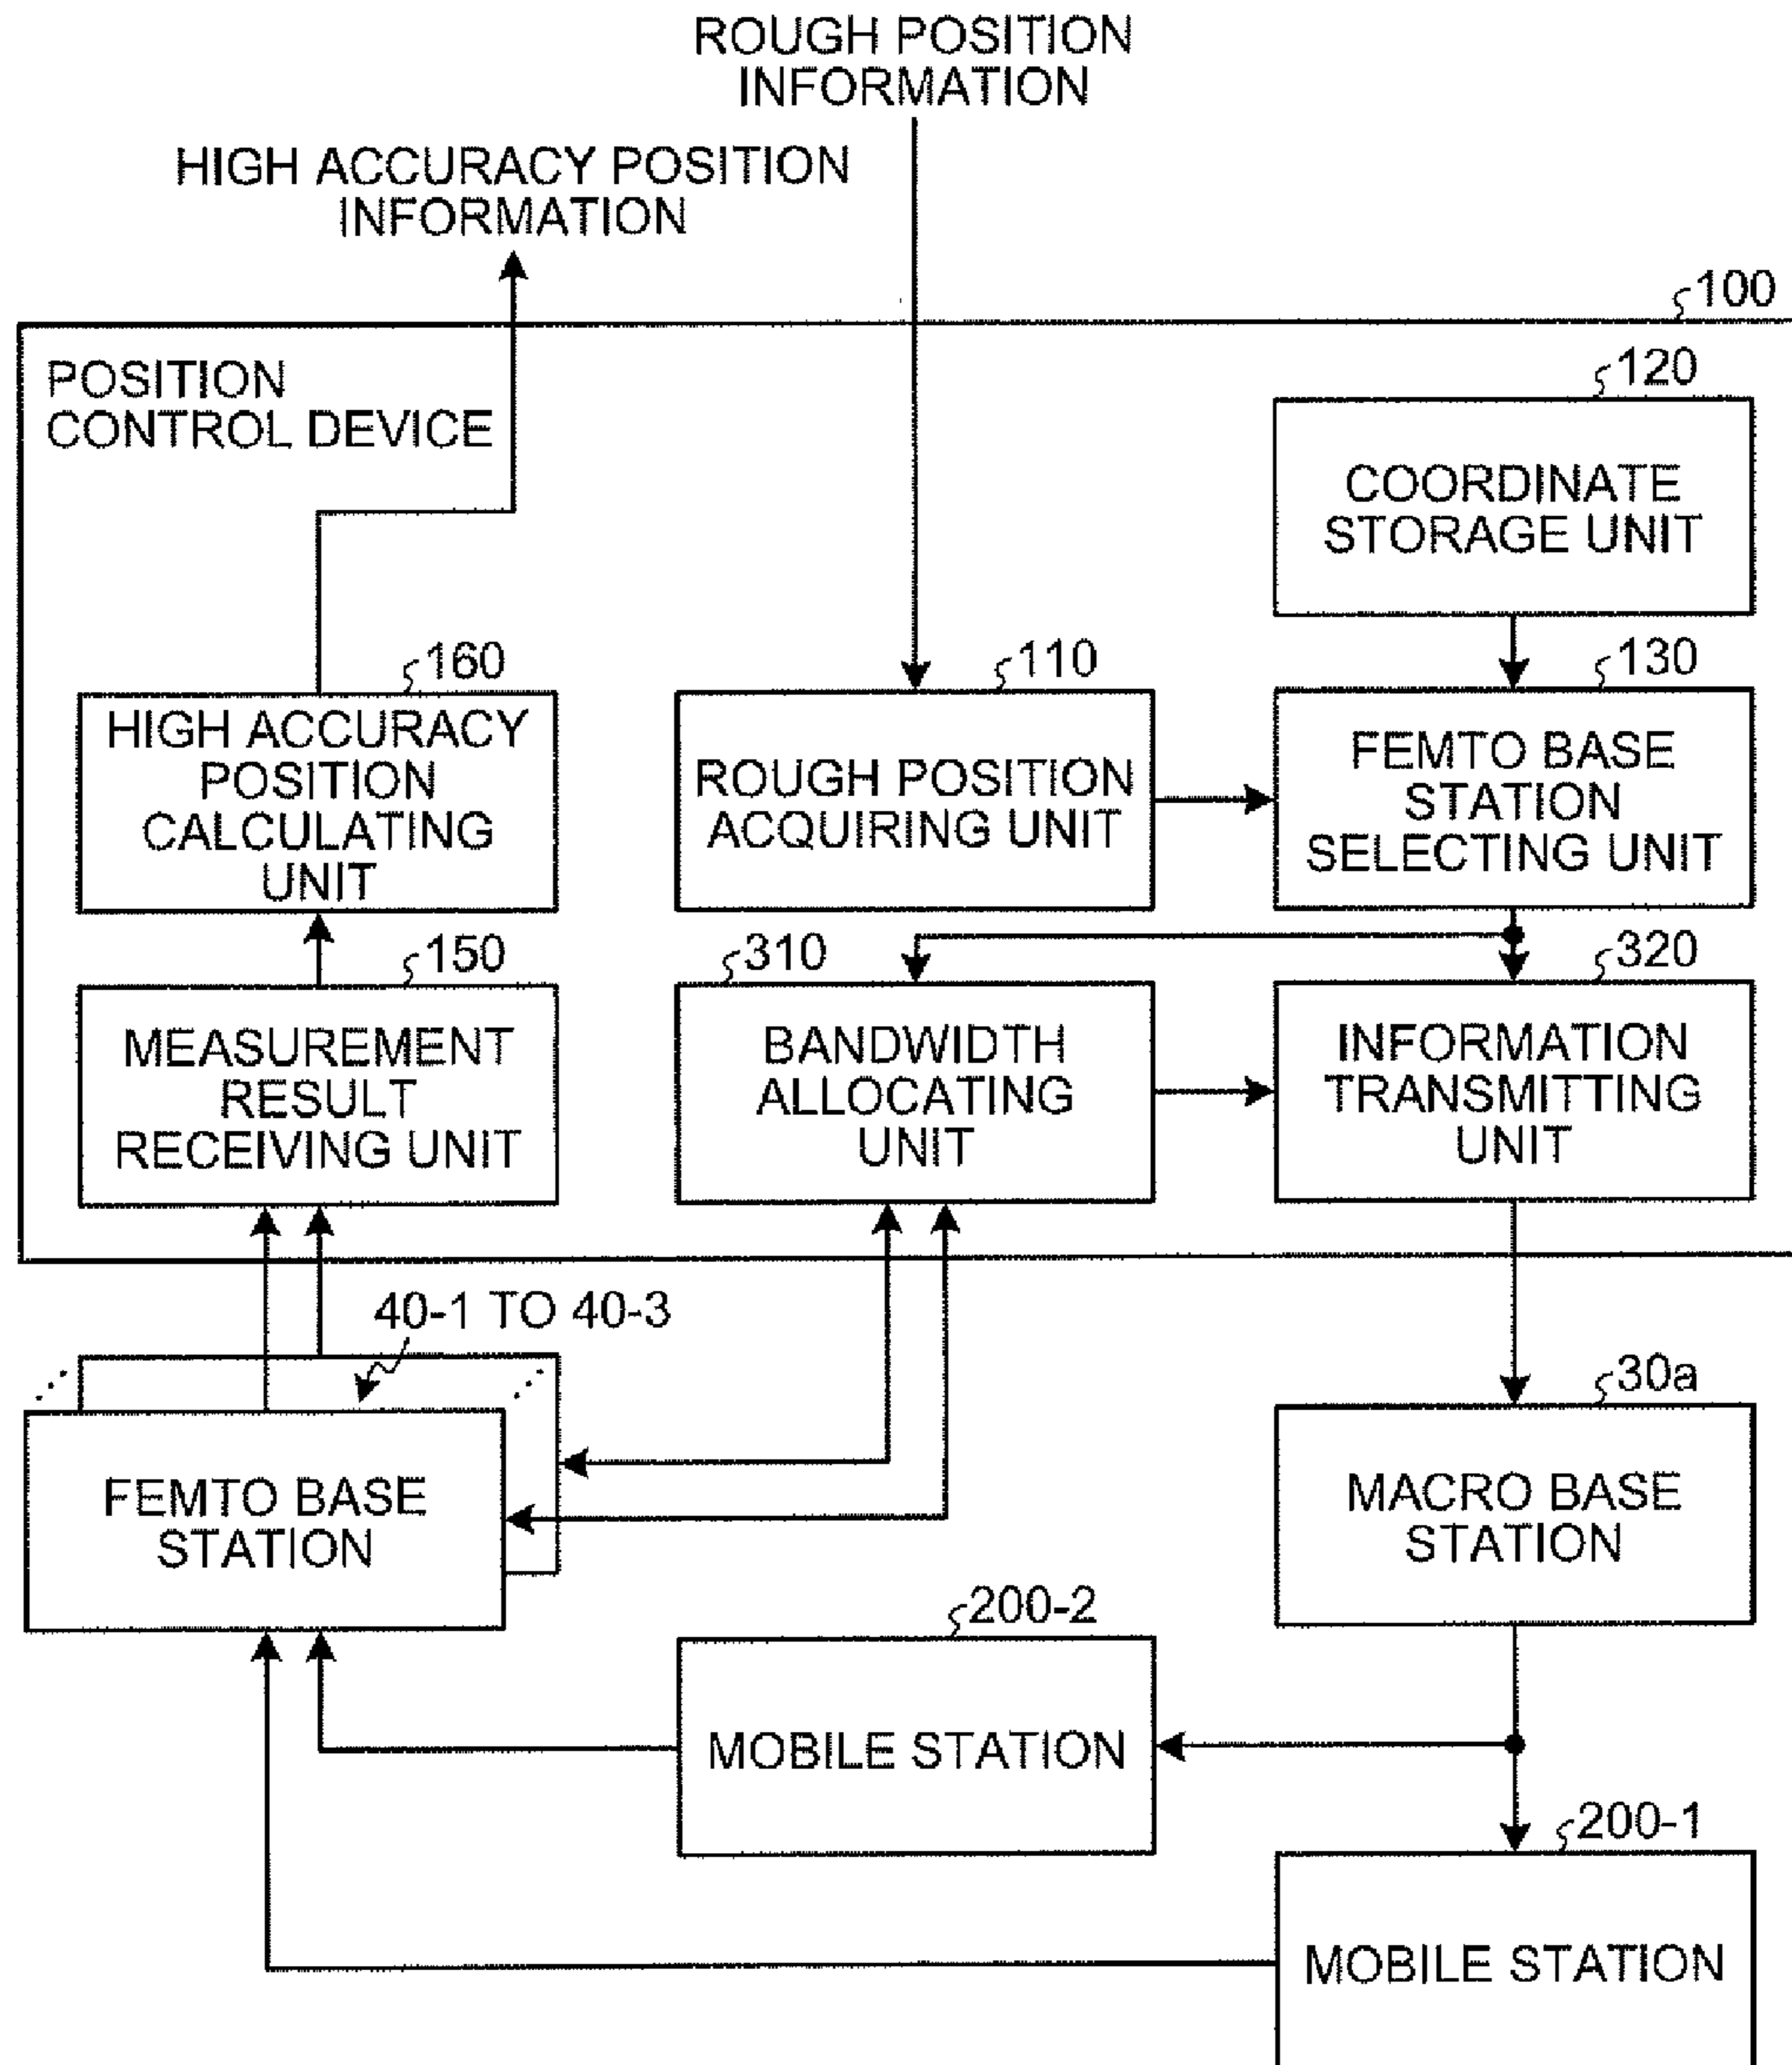 ROUGH POSITION
INFORMATION
HIGH ACCURACY POSITION
INFORMATION
100
POSITION
CONTROL DEVICE
120
COORDINATE
STORAGE UNIT
160
HIGH ACCURACY
POSITION
CALCULATING
UNIT
110
ROUGH POSITION
ACQUIRING UNIT
130
FEMTO BASE
STATION
SELECTING UNIT
150
MEASUREMENT
RESULT
RECEIVING UNIT
310
BANDWIDTH
ALLOCATING
UNIT
320
INFORMATION
TRANSMITTING
UNIT
40-1 TO 40-3
FEMTO BASE
STATION
30a
MACRO BASE
STATION
200-2
MOBILE STATION
200-1
MOBILE STATION